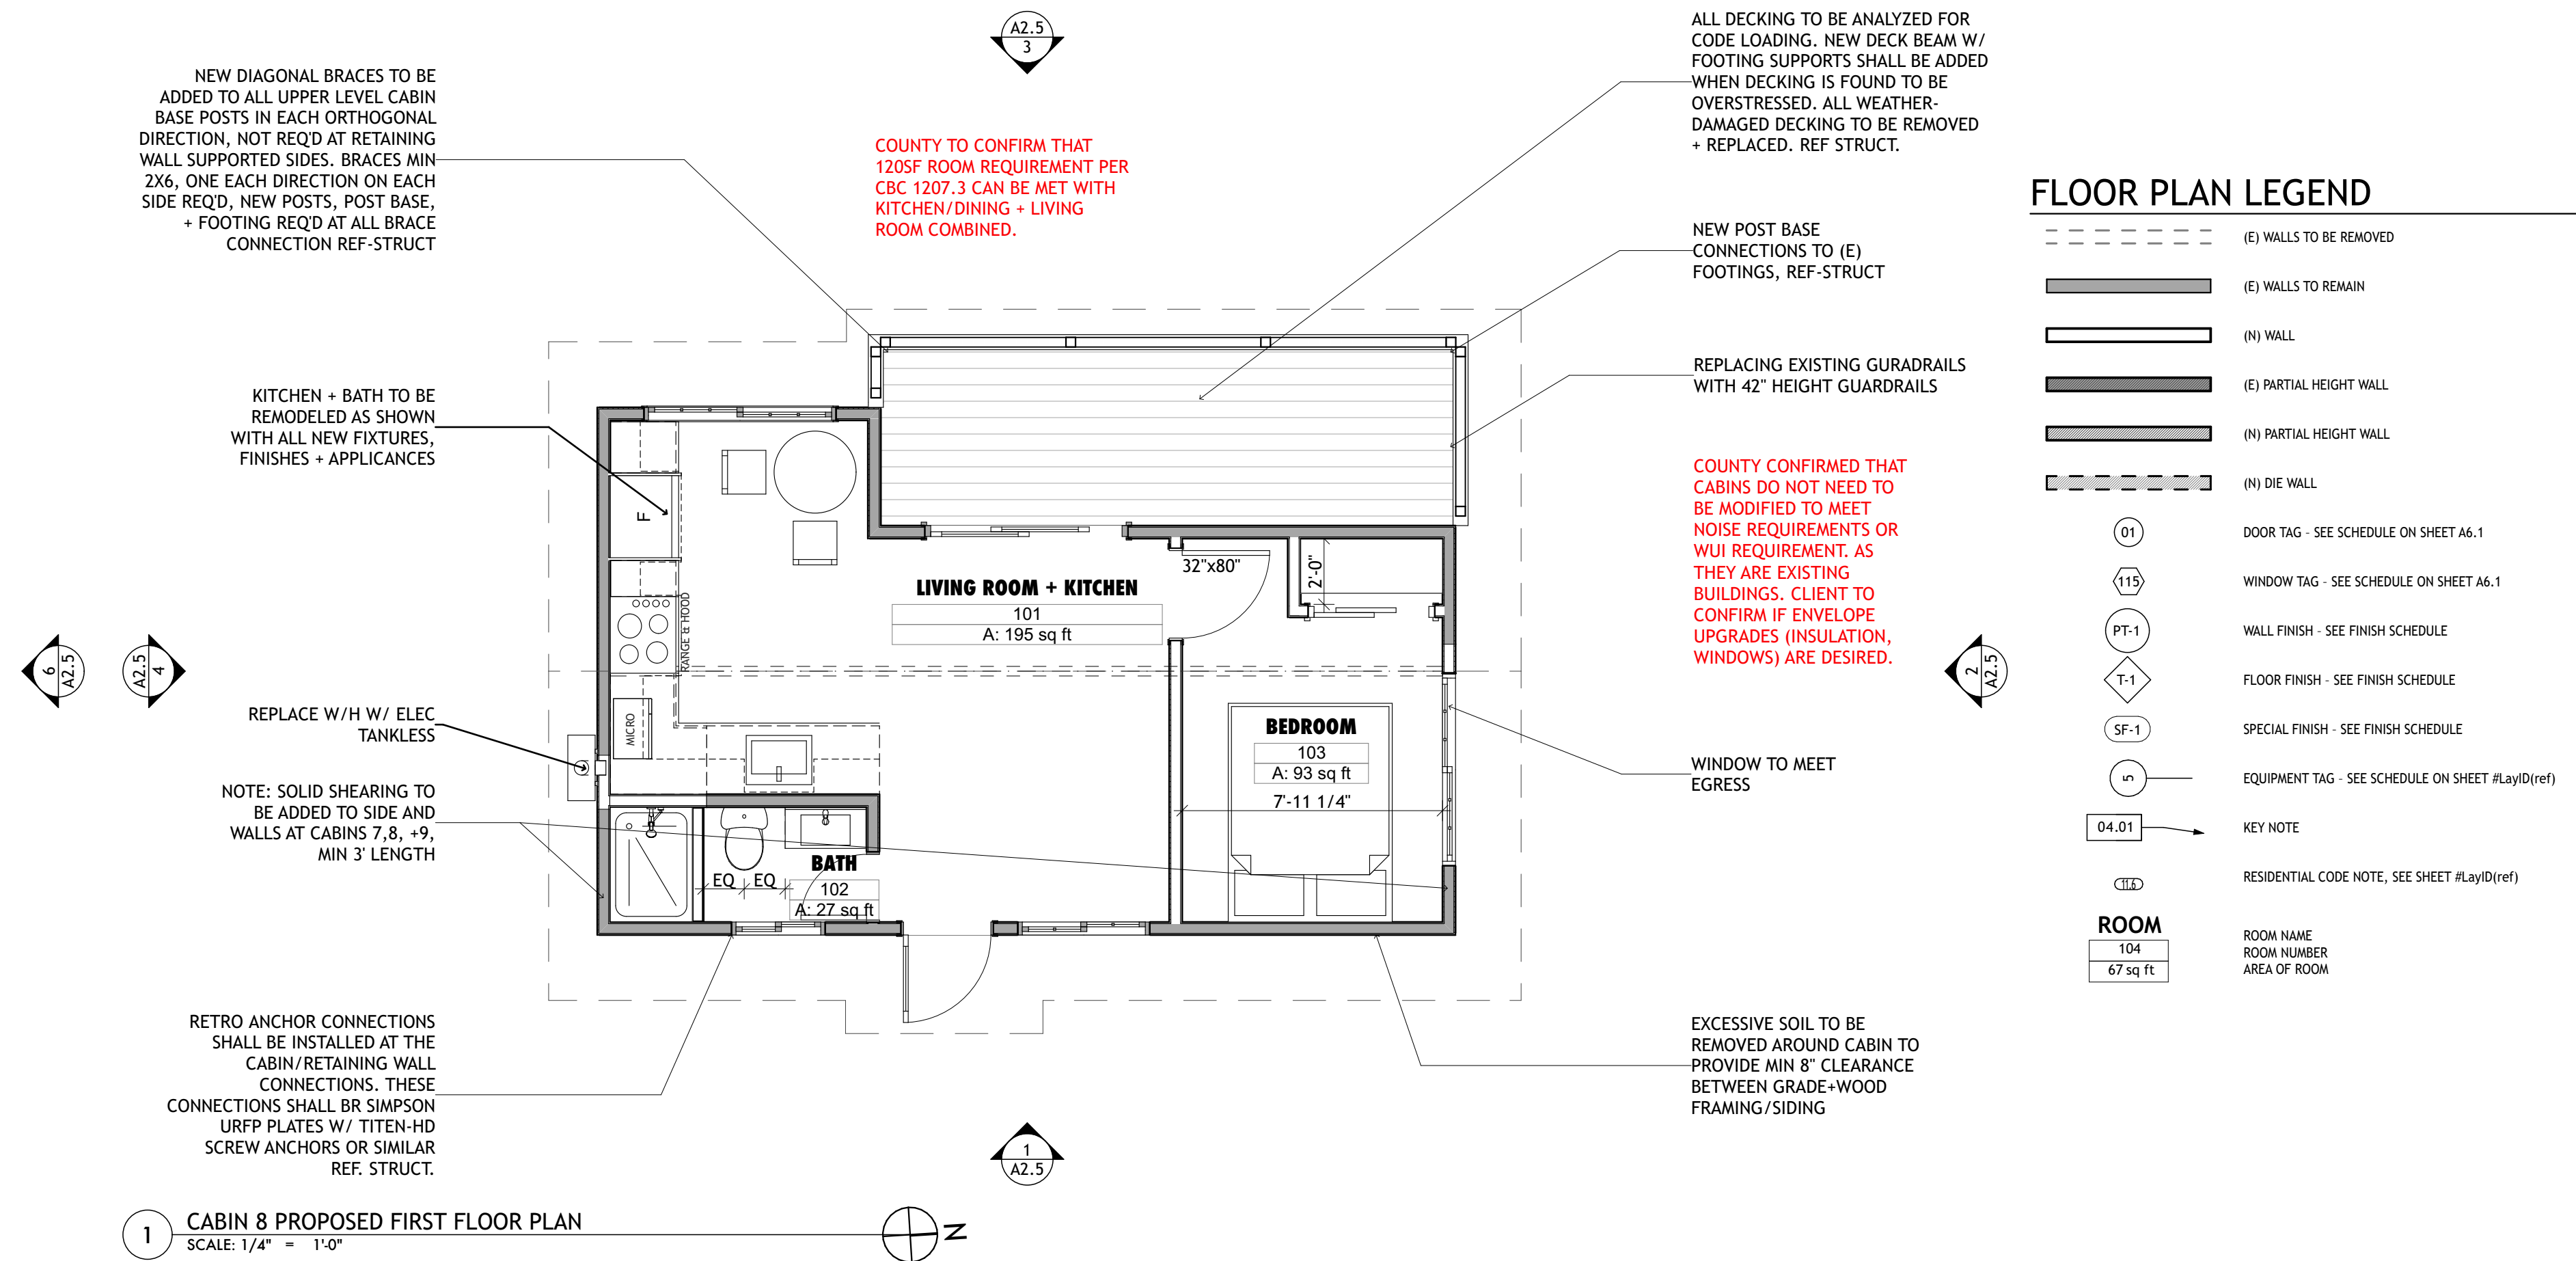 A2.5
3
NEW DIAGONAL BRACES TO BE
ADDED TO ALL UPPER LEVEL CABIN
BASE POSTS IN EACH ORTHOGONAL
DIRECTION, NOT REQ'D AT RETAINING
WALL SUPPORTED SIDES. BRACES MIN
2X6, ONE EACH DIRECTION ON EACH
SIDE REQ'D, NEW POSTS, POST BASE,
+ FOOTING REQ'D AT ALL BRACE
CONNECTION REF-STRUCT
COUNTY TO CONFIRM THAT
120SF ROOM REQUIREMENT PER
CBC 1207.3 CAN BE MET WITH
KITCHEN/DINING + LIVING
ROOM COMBINED.
ALL DECKING TO BE ANALYZED FOR
CODE LOADING. NEW DECK BEAM W/
FOOTING SUPPORTS SHALL BE ADDED
WHEN DECKING IS FOUND TO BE
OVERSTRESSED. ALL WEATHER-
DAMAGED DECKING TO BE REMOVED
+ REPLACED. REF STRUCT.
NEW POST BASE
CONNECTIONS TO (E)
FOOTINGS, REF-STRUCT
REPLACING EXISTING GURADRAILS
WITH 42" HEIGHT GUARDRAILS
KITCHEN + BATH TO BE
REMODELED AS SHOWN
WITH ALL NEW FIXTURES,
FINISHES + APPLICANCES
COUNTY CONFIRMED THAT
CABINS DO NOT NEED TO
BE MODIFIED TO MEET
NOISE REQUIREMENTS OR
WUI REQUIREMENT. AS
THEY ARE EXISTING
BUILDINGS. CLIENT TO
CONFIRM IF ENVELOPE
UPGRADES (INSULATION,
WINDOWS) ARE DESIRED.
F
RANGE & HOOD
MICRO
LIVING ROOM + KITCHEN
101
A: 195 sq ft
32"x80"
2'-0"
6
A2.5
A2.5
4
2
A2.5
REPLACE W/H W/ ELEC
TANKLESS
BEDROOM
103
A: 93 sq ft
7'-11 1/4"
WINDOW TO MEET
EGRESS
NOTE: SOLID SHEARING TO
BE ADDED TO SIDE AND
WALLS AT CABINS 7,8, +9,
MIN 3' LENGTH
BATH
102
A: 27 sq ft
EQ
EQ
RETRO ANCHOR CONNECTIONS
SHALL BE INSTALLED AT THE
CABIN/RETAINING WALL
CONNECTIONS. THESE
CONNECTIONS SHALL BR SIMPSON
URFP PLATES W/ TITEN-HD
SCREW ANCHORS OR SIMILAR
REF. STRUCT.
EXCESSIVE SOIL TO BE
REMOVED AROUND CABIN TO
PROVIDE MIN 8" CLEARANCE
BETWEEN GRADE+WOOD
FRAMING/SIDING
1
A2.5
1
CABIN 8 PROPOSED FIRST FLOOR PLAN
SCALE: 1/4" = 1'-0"
N
FLOOR PLAN LEGEND
(E) WALLS TO BE REMOVED
(E) WALLS TO REMAIN
(N) WALL
(E) PARTIAL HEIGHT WALL
(N) PARTIAL HEIGHT WALL
(N) DIE WALL
01
DOOR TAG - SEE SCHEDULE ON SHEET A6.1
115
WINDOW TAG - SEE SCHEDULE ON SHEET A6.1
PT-1
WALL FINISH - SEE FINISH SCHEDULE
T-1
FLOOR FINISH - SEE FINISH SCHEDULE
SF-1
SPECIAL FINISH - SEE FINISH SCHEDULE
5
EQUIPMENT TAG - SEE SCHEDULE ON SHEET #LayID(ref)
04.01
KEY NOTE
11.6
RESIDENTIAL CODE NOTE, SEE SHEET #LayID(ref)
ROOM
104
67 sq ft
ROOM NAME
ROOM NUMBER
AREA OF ROOM